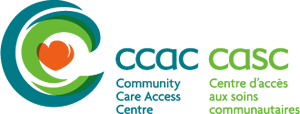 ccac casc
Community
Care Access
Centre
Centre d'accès
aux soins
communautaires